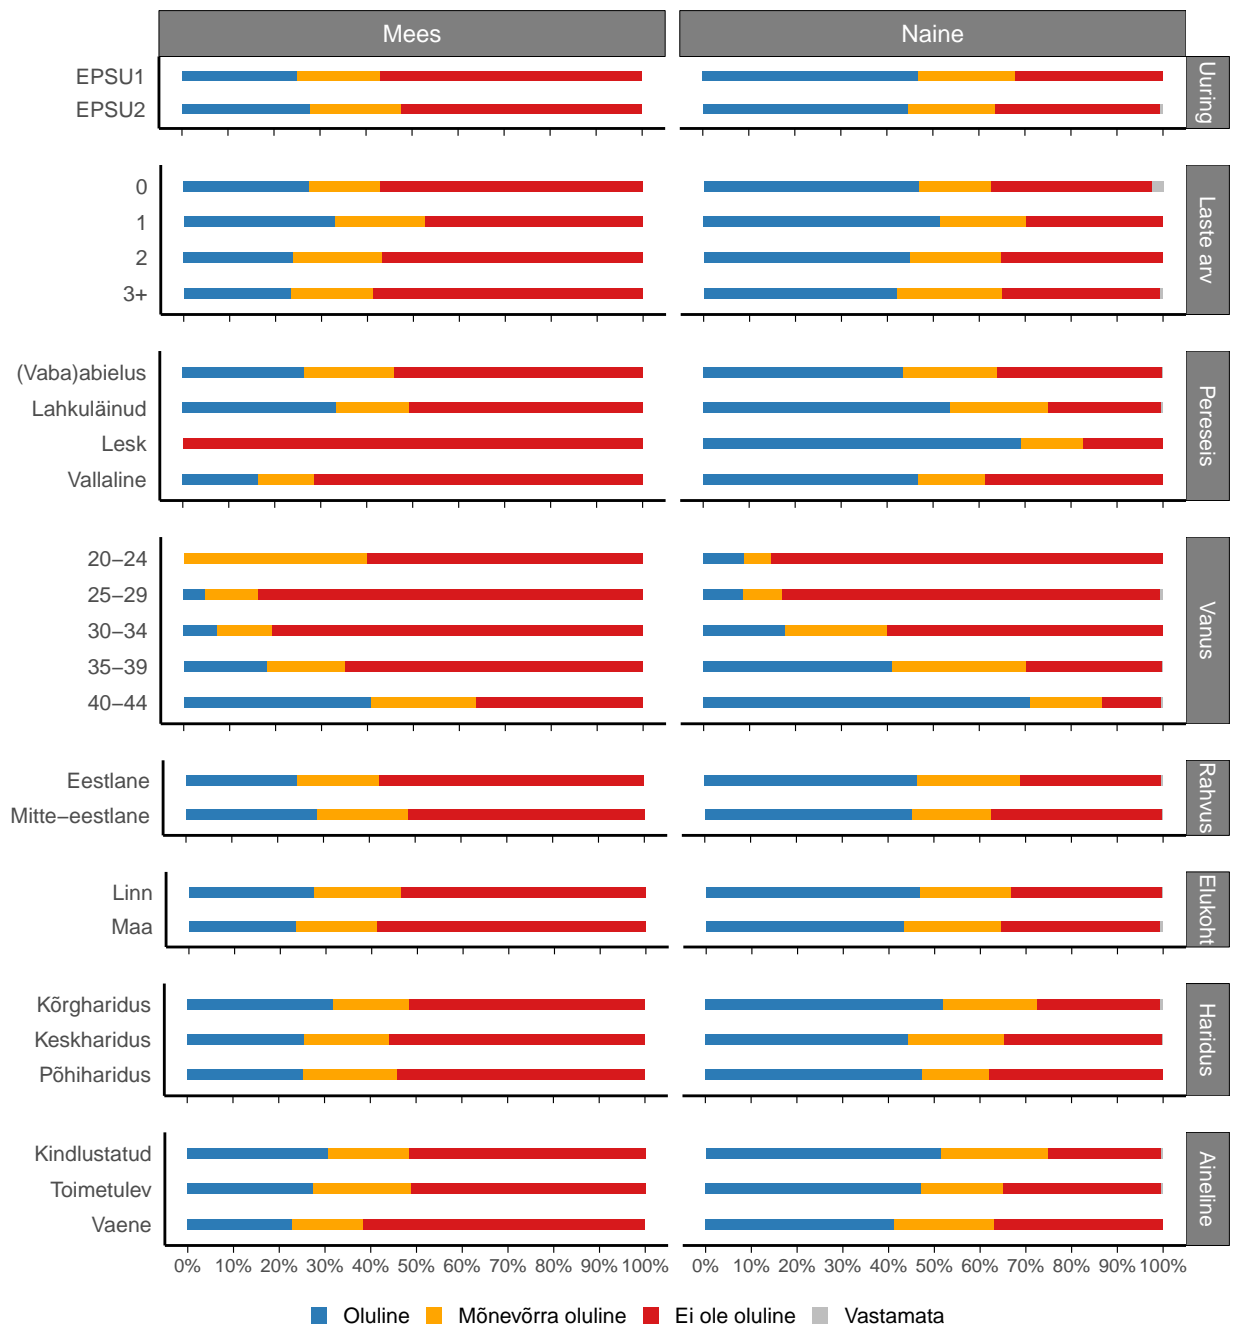 Mees
Naine
EPSU1
EPSU2
Uuring
0
1
2
3+
Laste arv
(Vaba)abielus
Lahkuläinud
Lesk
Vallaline
Pereseis
20−24
25−29
30−34
35−39
40−44
Vanus
Eestlane
Mitte−eestlane
Rahvus
Linn
Maa
Elukoht
Kõrgharidus
Keskharidus
Põhiharidus
Haridus
Kindlustatud
Toimetulev
Vaene
Aineline
0% 10% 20% 30% 40% 50% 60% 70% 80% 90% 100%
0% 10% 20% 30% 40% 50% 60% 70% 80% 90% 100%
Oluline Mõnevõrra oluline Ei ole oluline Vastamata